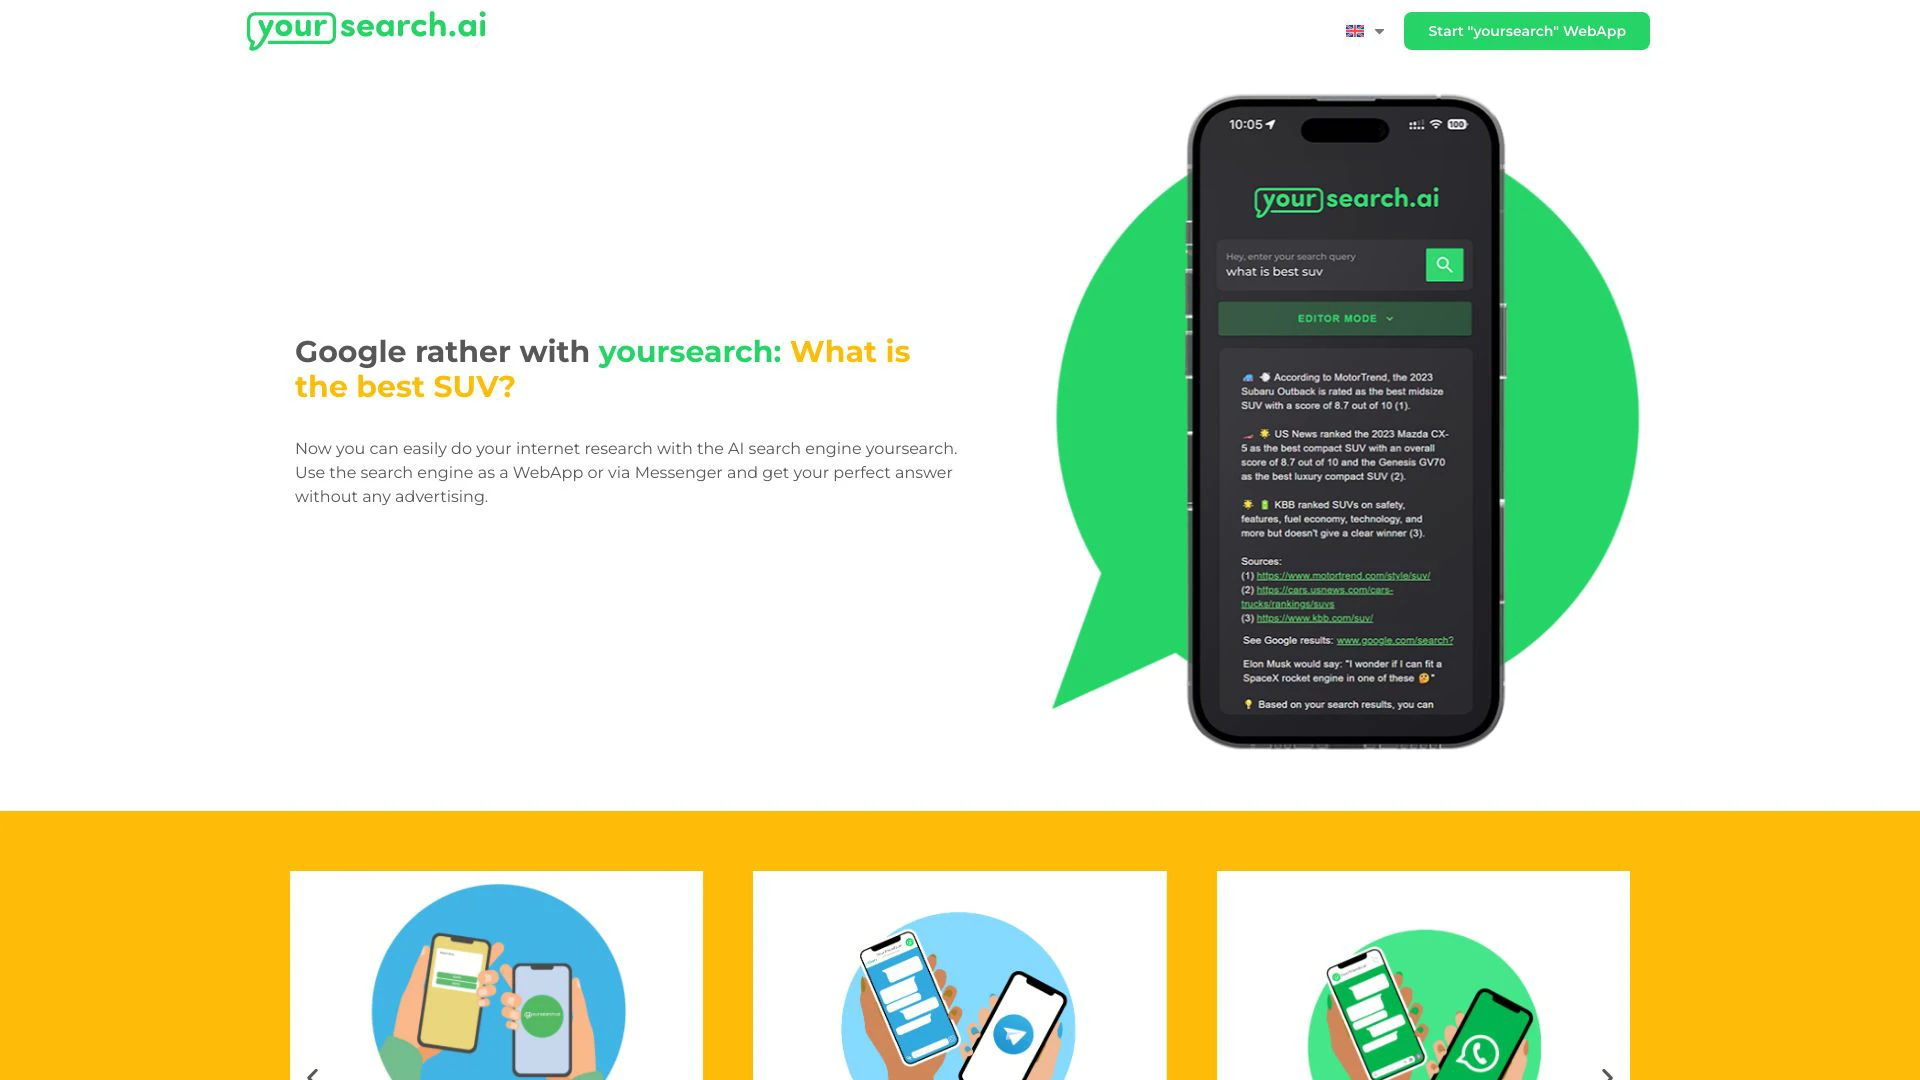 yoursearch.ai
Start "yoursearch" WebApp
Google rather with yoursearch: What is
the best SUV?
Now you can easily do your internet research with the AI search engine yoursearch.
Use the search engine as a WebApp or via Messenger and get your perfect answer
without any advertising.
10:05
100
yoursearch.ai
Hey, enter your search query
what is best suv
EDITOR MODE
According to MotorTrend, the 2023
Subaru Outback is rated as the best midsize
SUV with a score of 8.7 out of 10 (1).
US News ranked the 2023 Mazda CX-
5 as the best compact SUV with an overall
score of 8.7 out of 10 and the Genesis GV70
as the best luxury compact SUV (2).
KBB ranked SUVs on safety,
features, fuel economy, technology, and
more but doesn't give a clear winner (3).
Sources:
(1) https://www.motortrend.com/style/suv/
(2) https://cars.usnews.com/cars-
trucks/rankings/suvs
(3) https://www.kbb.com/suv/
See Google results: www.google.com/search?
Elon Musk would say: "I wonder if I can fit a
SpaceX rocket engine in one of these 🤔"
💡 Based on your search results, you can
yoursearch.ai